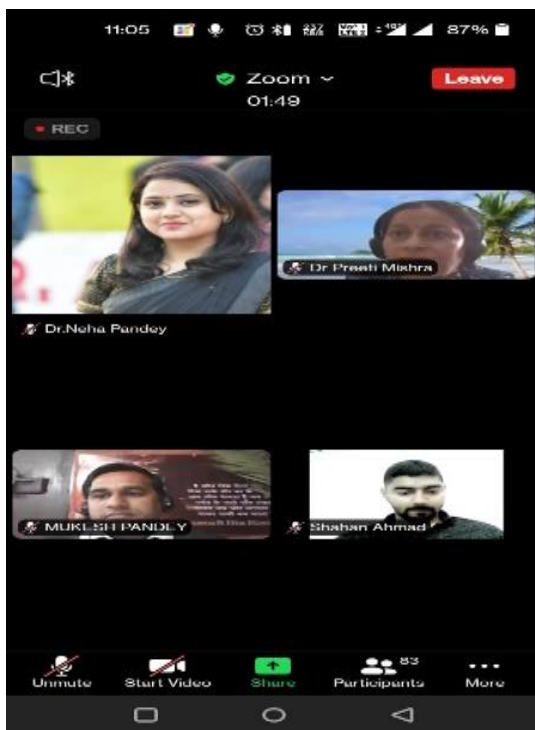 11:05
87%
Zoom
Leave
01:49
REC
Dr Preeti Mishra
Dr.Neha Pandey
MUKESH PANDEY
Shahan Ahmad
83
Unmute
Start Video
Share
Participants
More